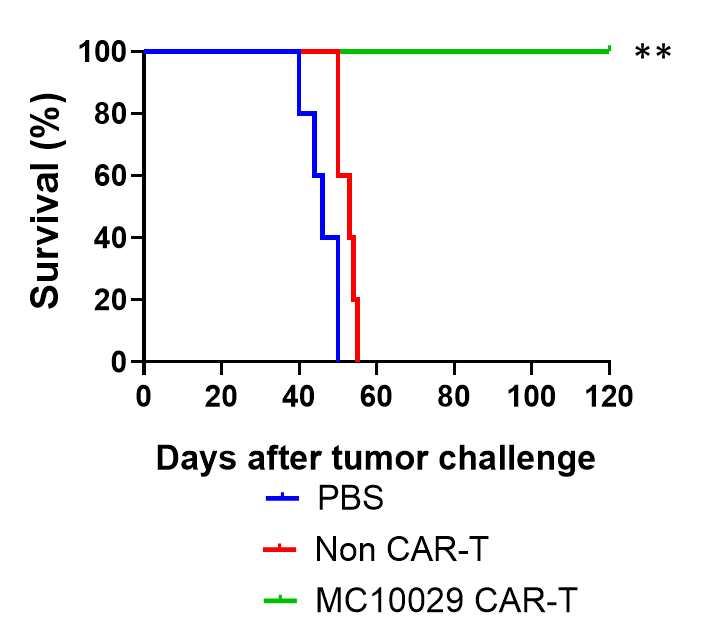 100
**
80
60
40
20
0
Survival (%)
0 20 40 60 80 100 120
Days after tumor challenge
PBS
Non CAR-T
MC10029 CAR-T